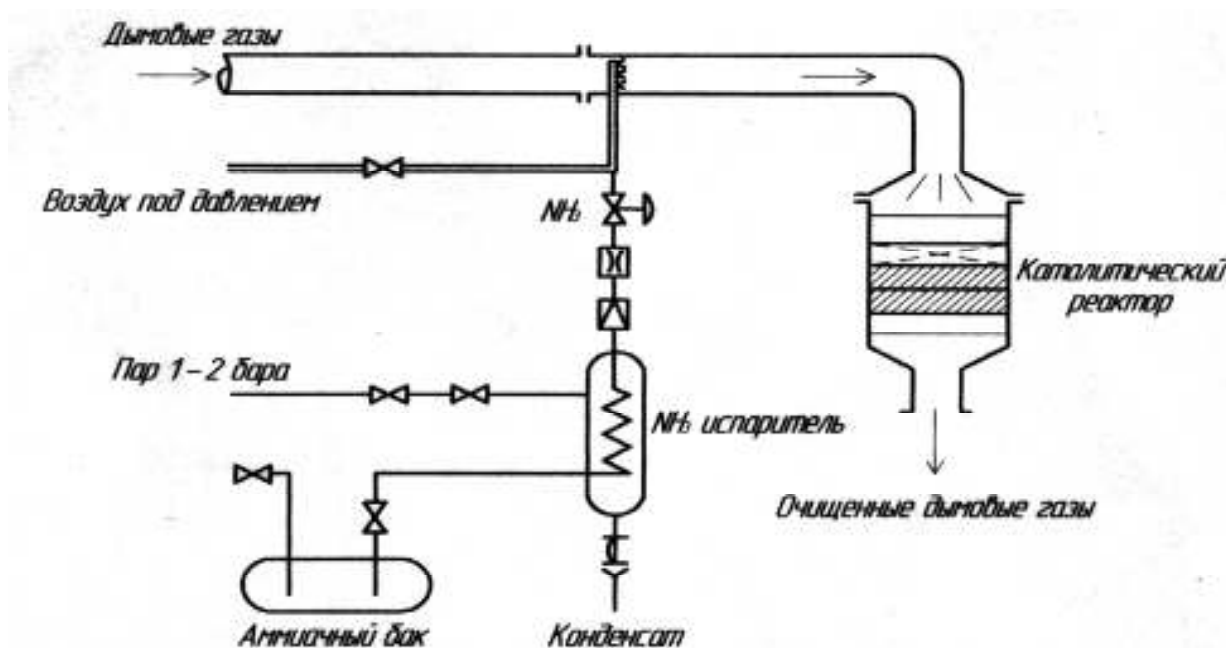 Дымовые газы
Воздух под давлением
NH₃
Каталитический
реактор
Пар 1-2 бара
NH₃ испаритель
Очищенные дымовые газы
Аммиачный бак
Конденсат